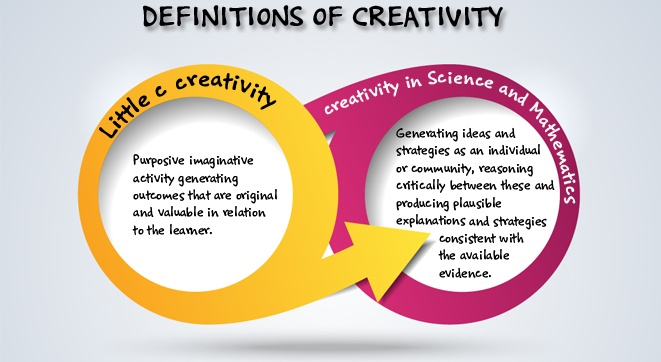 DEFINITIONS OF CREATIVITY
Little c creativity
Purposive imaginative
activity generating
outcomes that are original
and valuable in relation
to the learner.
creativity in Science and Mathematics
Generating ideas and
strategies as an individual
or community, reasoning
critically between these and
producing plausible
explanations and strategies
consistent with
the available
evidence.